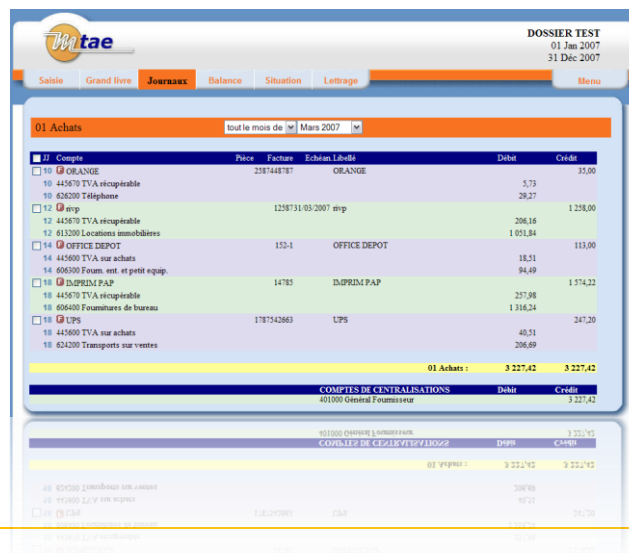 mtae
DOSSIER TEST
01 Jan 2007
31 Déc 2007
Saisie Grand livre Journaux Balance Situation Lettrage Menu
01 Achats tout le mois de Mars 2007
JJ Compte Pièce Facture Echéan. Libellé Débit Crédit
10 ORANGE 2587448787 ORANGE 35,00
10 445670 TVA récupérable 5,73
10 626200 Téléphone 29,27
12 rivp 12587 31/03/2007 rivp 1 258,00
12 445670 TVA récupérable 206,16
12 613200 Locations immobilières 1 051,84
14 OFFICE DEPOT 152-1 OFFICE DEPOT 113,00
14 445600 TVA sur achats 18,51
14 606300 Fourn. ent. et petit equip. 94,49
18 IMPRIM PAP 14785 IMPRIM PAP 1 574,22
18 445670 TVA récupérable 257,98
18 606400 Fournitures de bureau 1 316,24
18 UPS 1787542663 UPS 247,20
18 445600 TVA sur achats 40,51
18 624200 Transports sur ventes 206,69
01 Achats : 3 227,42 3 227,42
COMPTES DE CENTRALISATIONS Débit Crédit
401000 Général Fournisseur 3 227,42